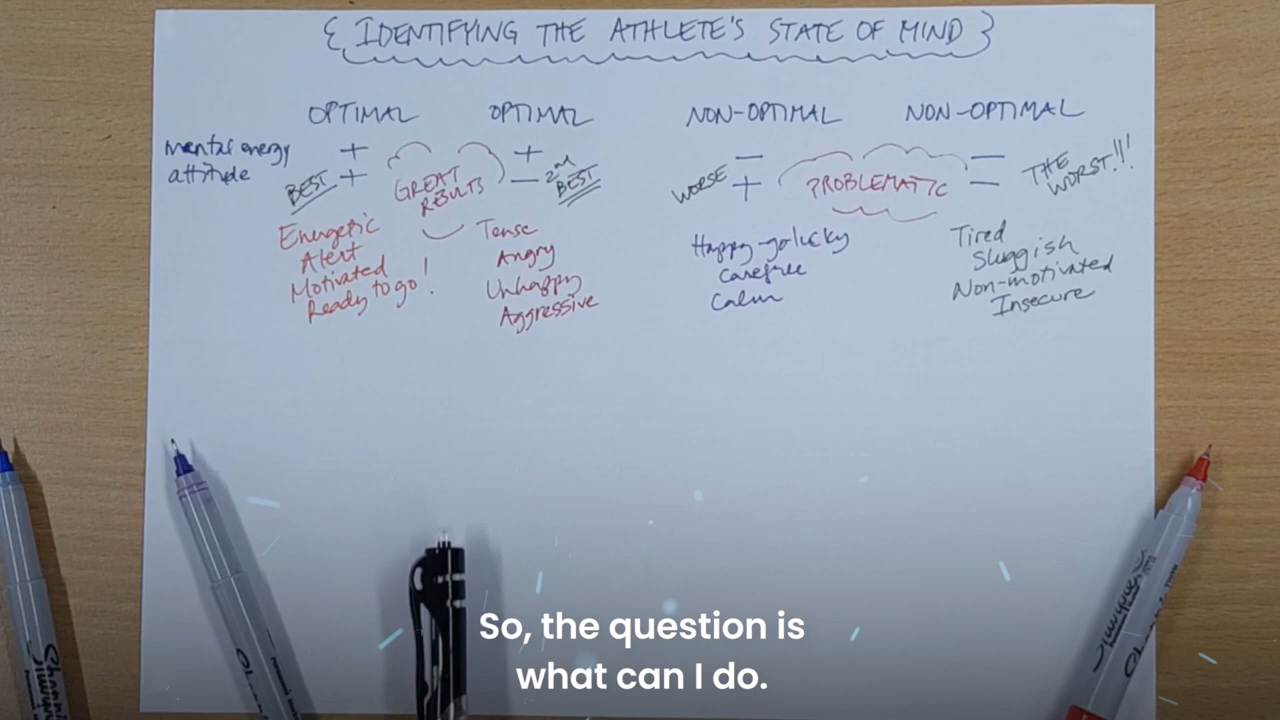 { IDENTIFYING THE ATHLETE'S STATE OF MIND }
OPTIMAL OPTIMAL NON-OPTIMAL NON-OPTIMAL
mental energy + + − −
attitude BEST + GREAT RESULTS − 2nd BEST WORSE + PROBLEMATIC − THE WORST!!!
Energetic
Alert
Motivated
Ready to go!
Tense
Angry
Unhappy
Aggressive
Happy-go lucky
Carefree
Calm
Tired
Sluggish
Non-motivated
Insecure
So, the question is
what can I do.